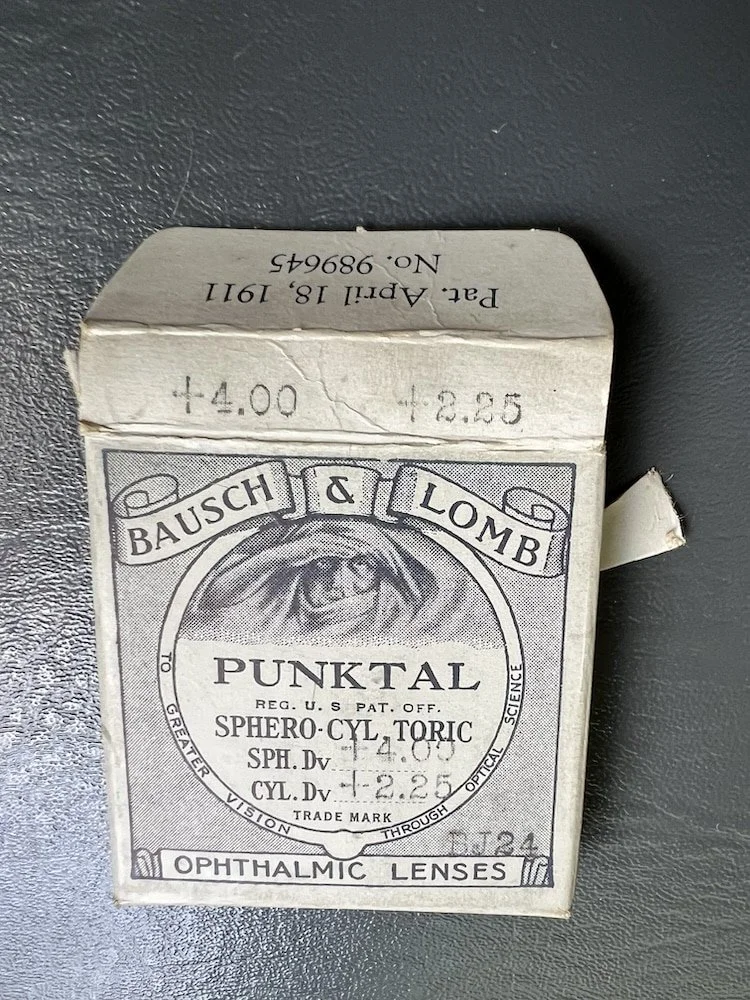 Pat. April 18, 1911
No. 989645
+4.00 +2.25
BAUSCH & LOMB
PUNKTAL
REG. U. S PAT. OFF.
SPHERO-CYL. TORIC
SPH. Dv +4.00
CYL. Dv +2.25
TRADE MARK
TO GREATER VISION THROUGH OPTICAL SCIENCE
OPHTHALMIC LENSES